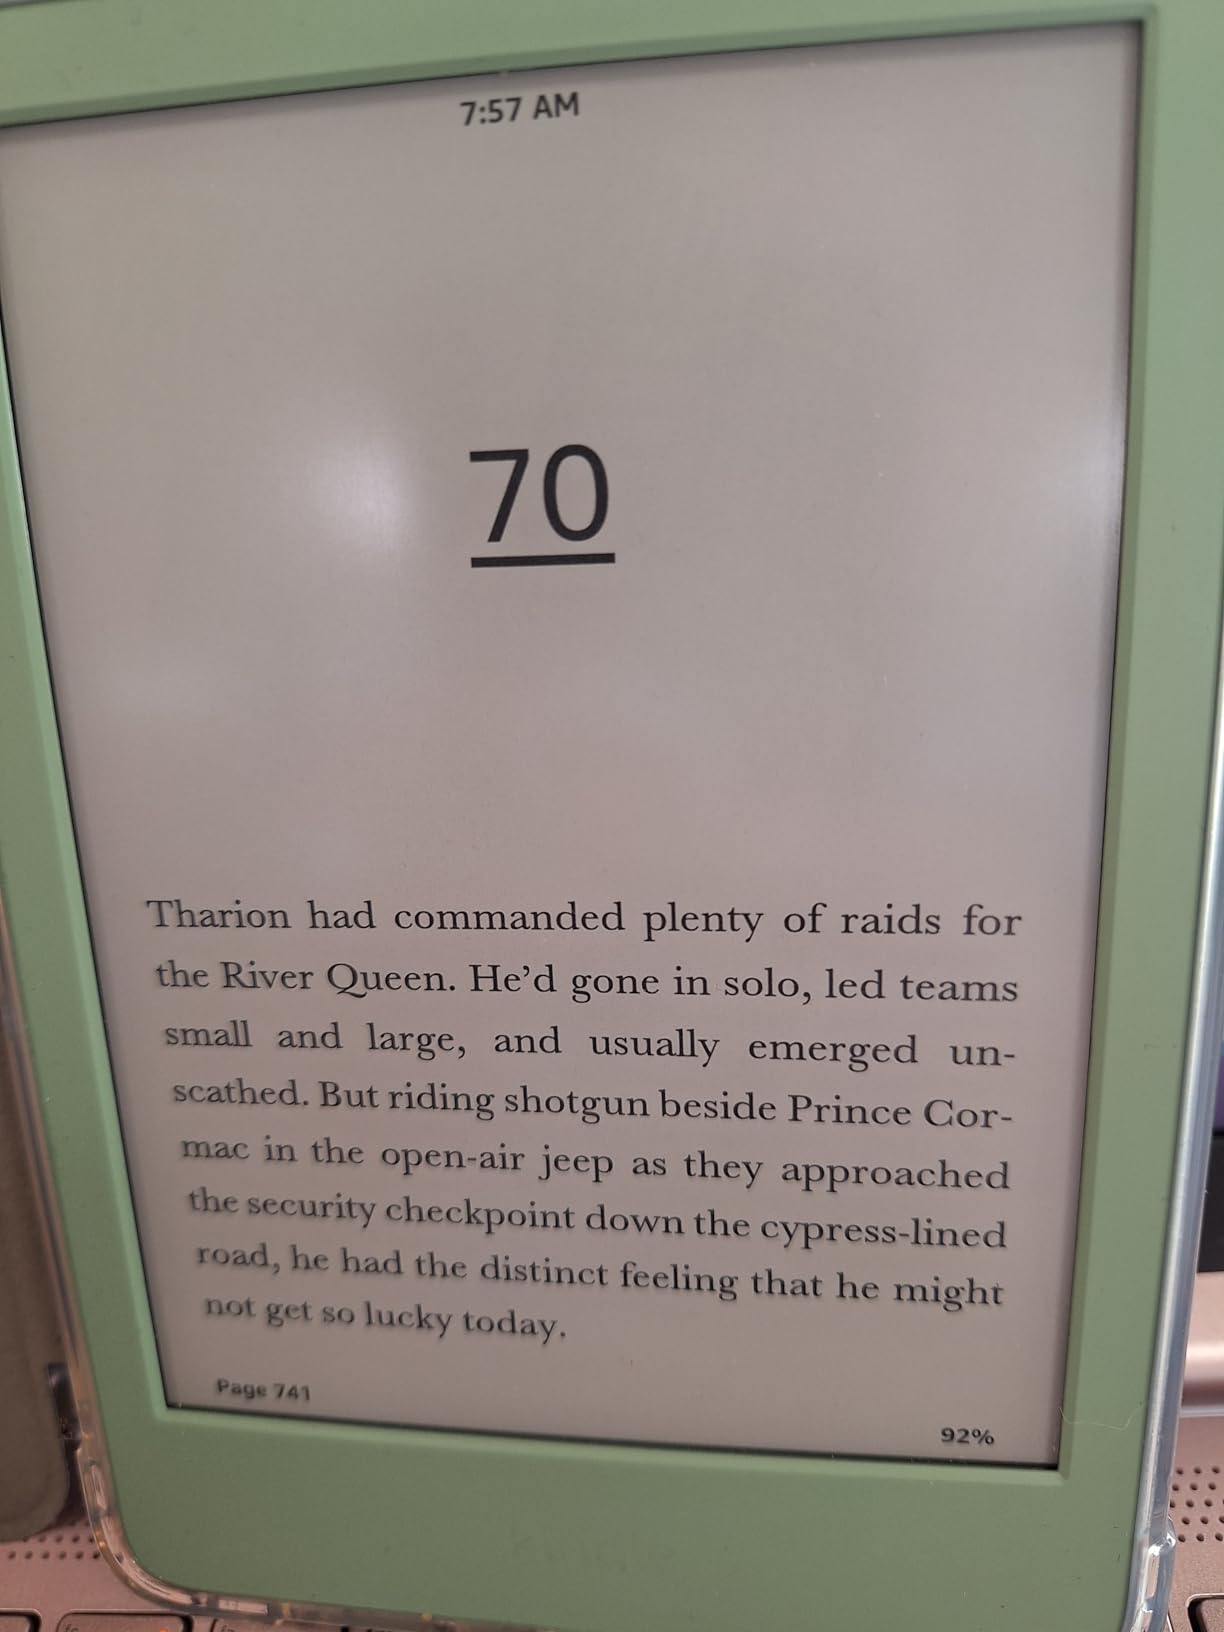 7:57 AM
70
Tharion had commanded plenty of raids for
the River Queen. He’d gone in solo, led teams
small and large, and usually emerged un-
scathed. But riding shotgun beside Prince Cor-
mac in the open-air jeep as they approached
the security checkpoint down the cypress-lined
road, he had the distinct feeling that he might
not get so lucky today.
Page 741
92%